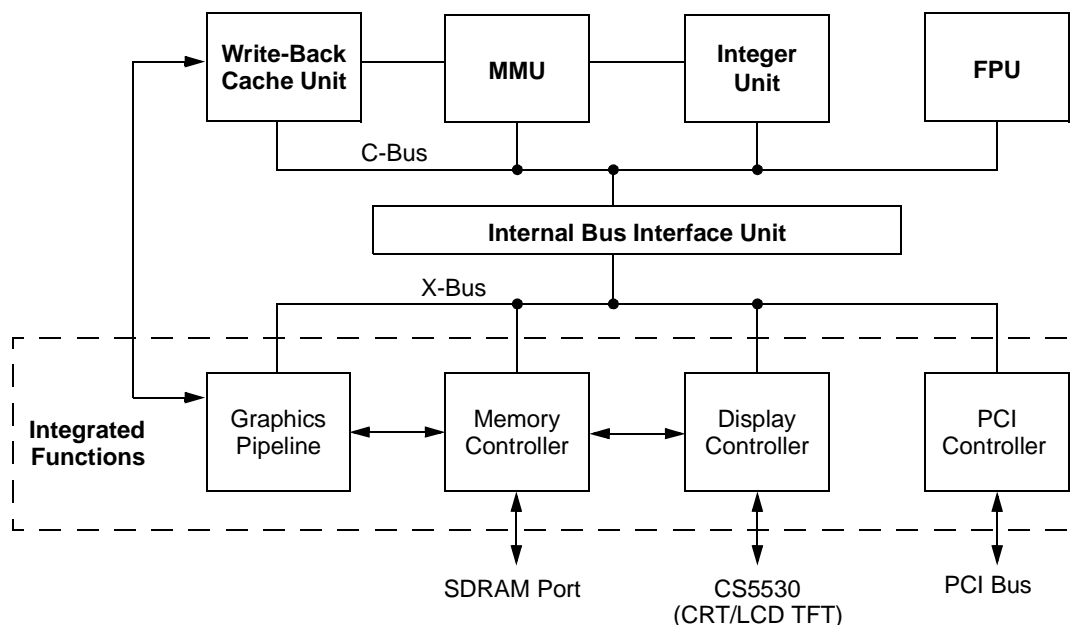 Write-Back
Cache Unit
MMU
Integer
Unit
FPU
C-Bus
Internal Bus Interface Unit
X-Bus
Integrated
Functions
Graphics
Pipeline
Memory
Controller
Display
Controller
PCI
Controller
SDRAM Port
CS5530
(CRT/LCD TFT)
PCI Bus